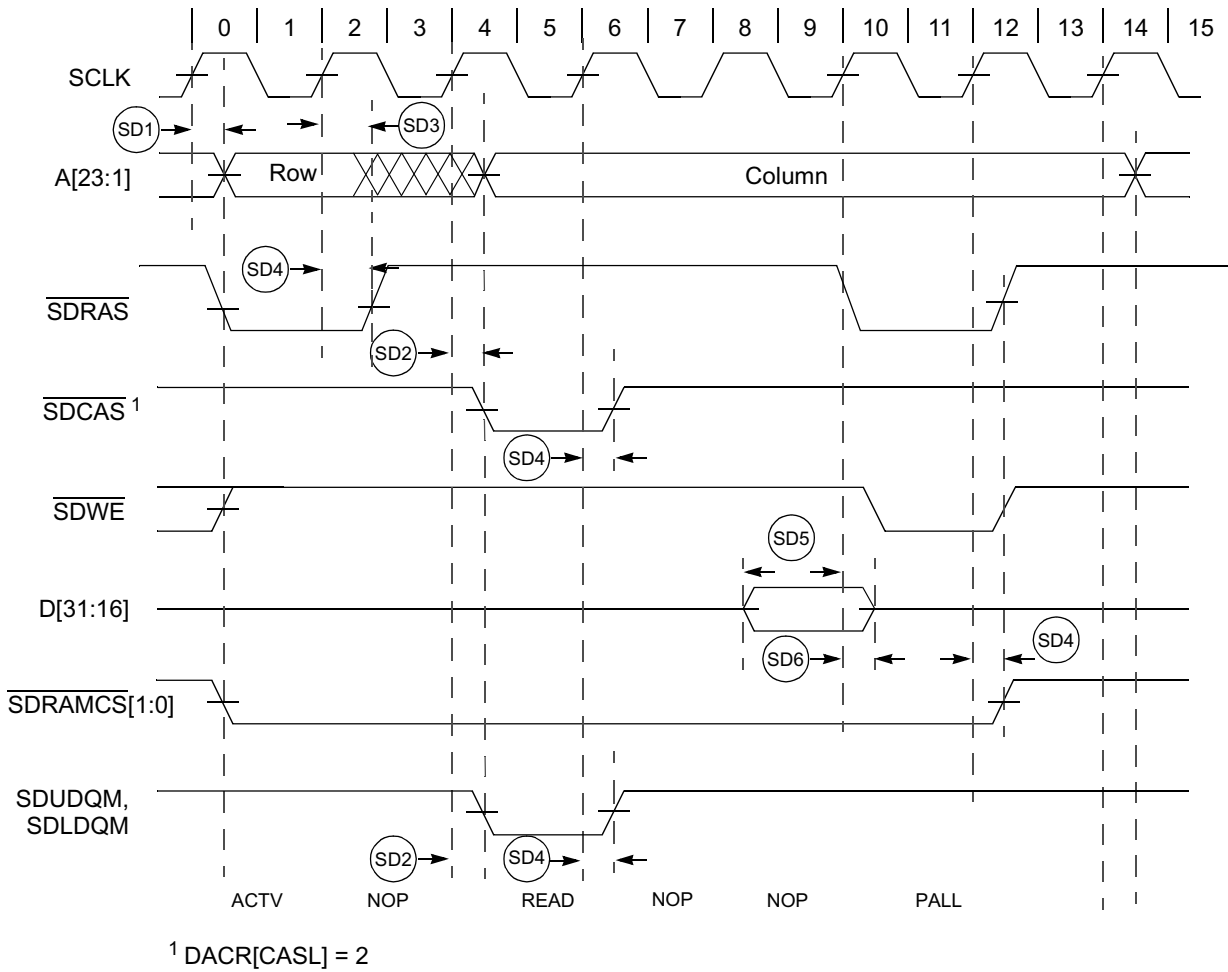 0 1 2 3 4 5 6 7 8 9 10 11 12 13 14 15
SCLK
SD1 SD3
A[23:1] Row Column
SD4
SDRAS
SD2
SDCAS 1
SD4
SDWE
SD5
D[31:16]
SD6 SD4
SDRAMCS[1:0]
SDUDQM,
SDLDQM
SD2 SD4
ACTV NOP READ NOP NOP PALL
1 DACR[CASL] = 2